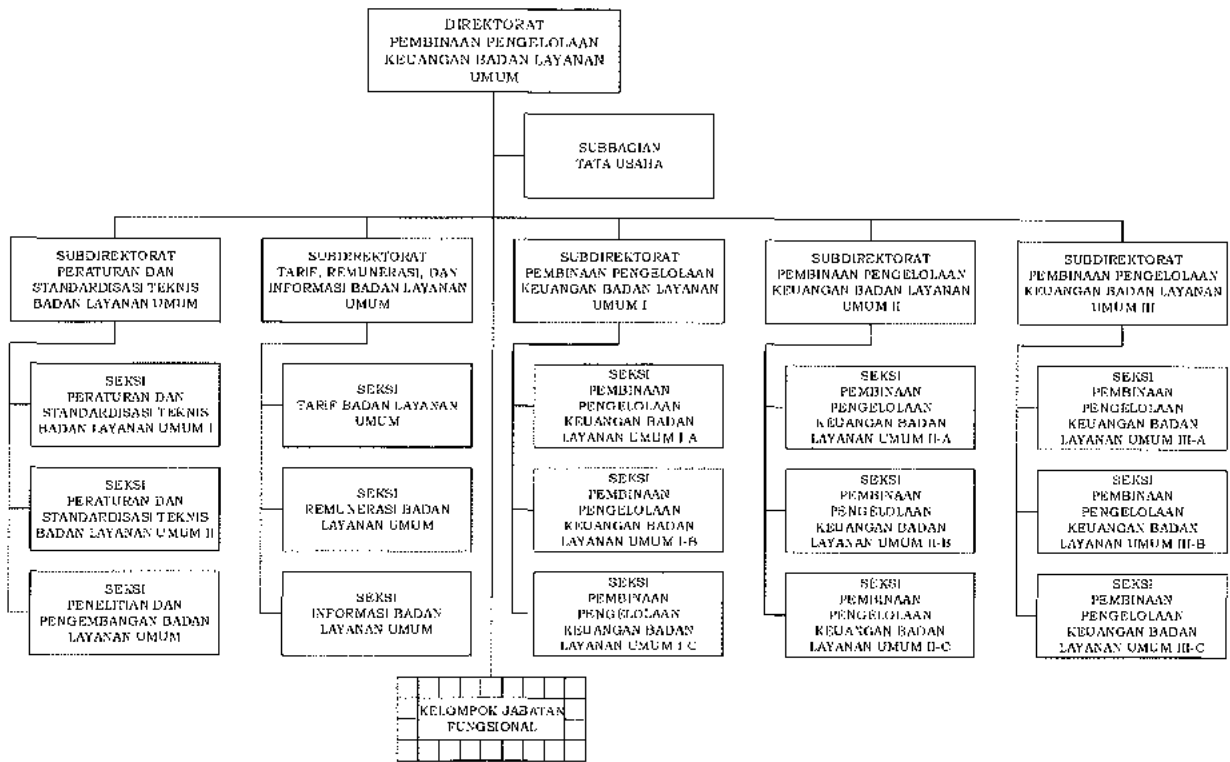 DIREKTORAT
PEMBINAAN PENGELOLAAN
KEUANGAN BADAN LAYANAN
UMUM
SUBBAGIAN
TATA USAHA
SUBDIREKTORAT
PERATURAN DAN
STANDARDISASI TEKNIS
BADAN LAYANAN UMUM
SUBDIREKTORAT
TARIF, REMUNERASI, DAN
INFORMASI BADAN LAYANAN
UMUM
SUBDIREKTORAT
PEMBINAAN PENGELOLAAN
KEUANGAN BADAN LAYANAN
UMUM I
SUBDIREKTORAT
PEMBINAAN PENGELOLAAN
KEUANGAN BADAN LAYANAN
UMUM II
SUBDIREKTORAT
PEMBINAAN PENGELOLAAN
KEUANGAN BADAN LAYANAN
UMUM III
SEKSI
PERATURAN DAN
STANDARDISASI TEKNIS
BADAN LAYANAN UMUM I
SEKSI
TARIF BADAN LAYANAN
UMUM
SEKSI
PEMBINAAN
PENGELOLAAN
KEUANGAN BADAN
LAYANAN UMUM I A
SEKSI
PEMBINAAN
PENGELOLAAN
KEUANGAN BADAN
LAYANAN UMUM II-A
SEKSI
PEMBINAAN
PENGELOLAAN
KEUANGAN BADAN
LAYANAN UMUM III-A
SEKSI
PERATURAN DAN
STANDARDISASI TEKNIS
BADAN LAYANAN UMUM II
SEKSI
REMUNERASI BADAN
LAYANAN UMUM
SEKSI
PEMBINAAN
PENGELOLAAN
KEUANGAN BADAN
LAYANAN UMUM I-B
SEKSI
PEMBINAAN
PENGELOLAAN
KEUANGAN BADAN
LAYANAN UMUM II-B
SEKSI
PEMBINAAN
PENGELOLAAN
KEUANGAN BADAN
LAYANAN UMUM III-B
SEKSI
PENELITIAN DAN
PENGEMBANGAN BADAN
LAYANAN UMUM
SEKSI
INFORMASI BADAN
LAYANAN UMUM
SEKSI
PEMBINAAN
PENGELOLAAN
KEUANGAN BADAN
LAYANAN UMUM I C
SEKSI
PEMBINAAN
PENGELOLAAN
KEUANGAN BADAN
LAYANAN UMUM II-C
SEKSI
PEMBINAAN
PENGELOLAAN
KEUANGAN BADAN
LAYANAN UMUM III-C
KELOMPOK JABATAN
FUNGSIONAL